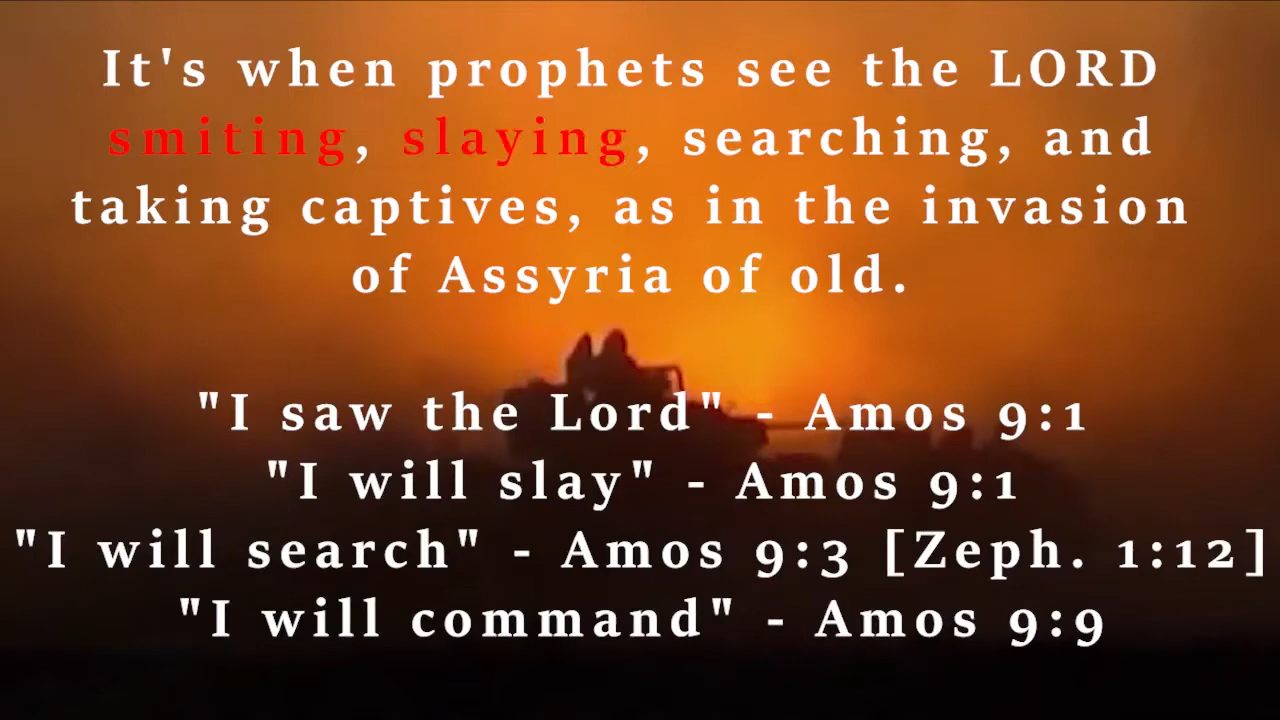 It's when prophets see the LORD
smiting, slaying, searching, and
taking captives, as in the invasion
of Assyria of old.
"I saw the Lord" - Amos 9:1
"I will slay" - Amos 9:1
"I will search" - Amos 9:3 [Zeph. 1:12]
"I will command" - Amos 9:9